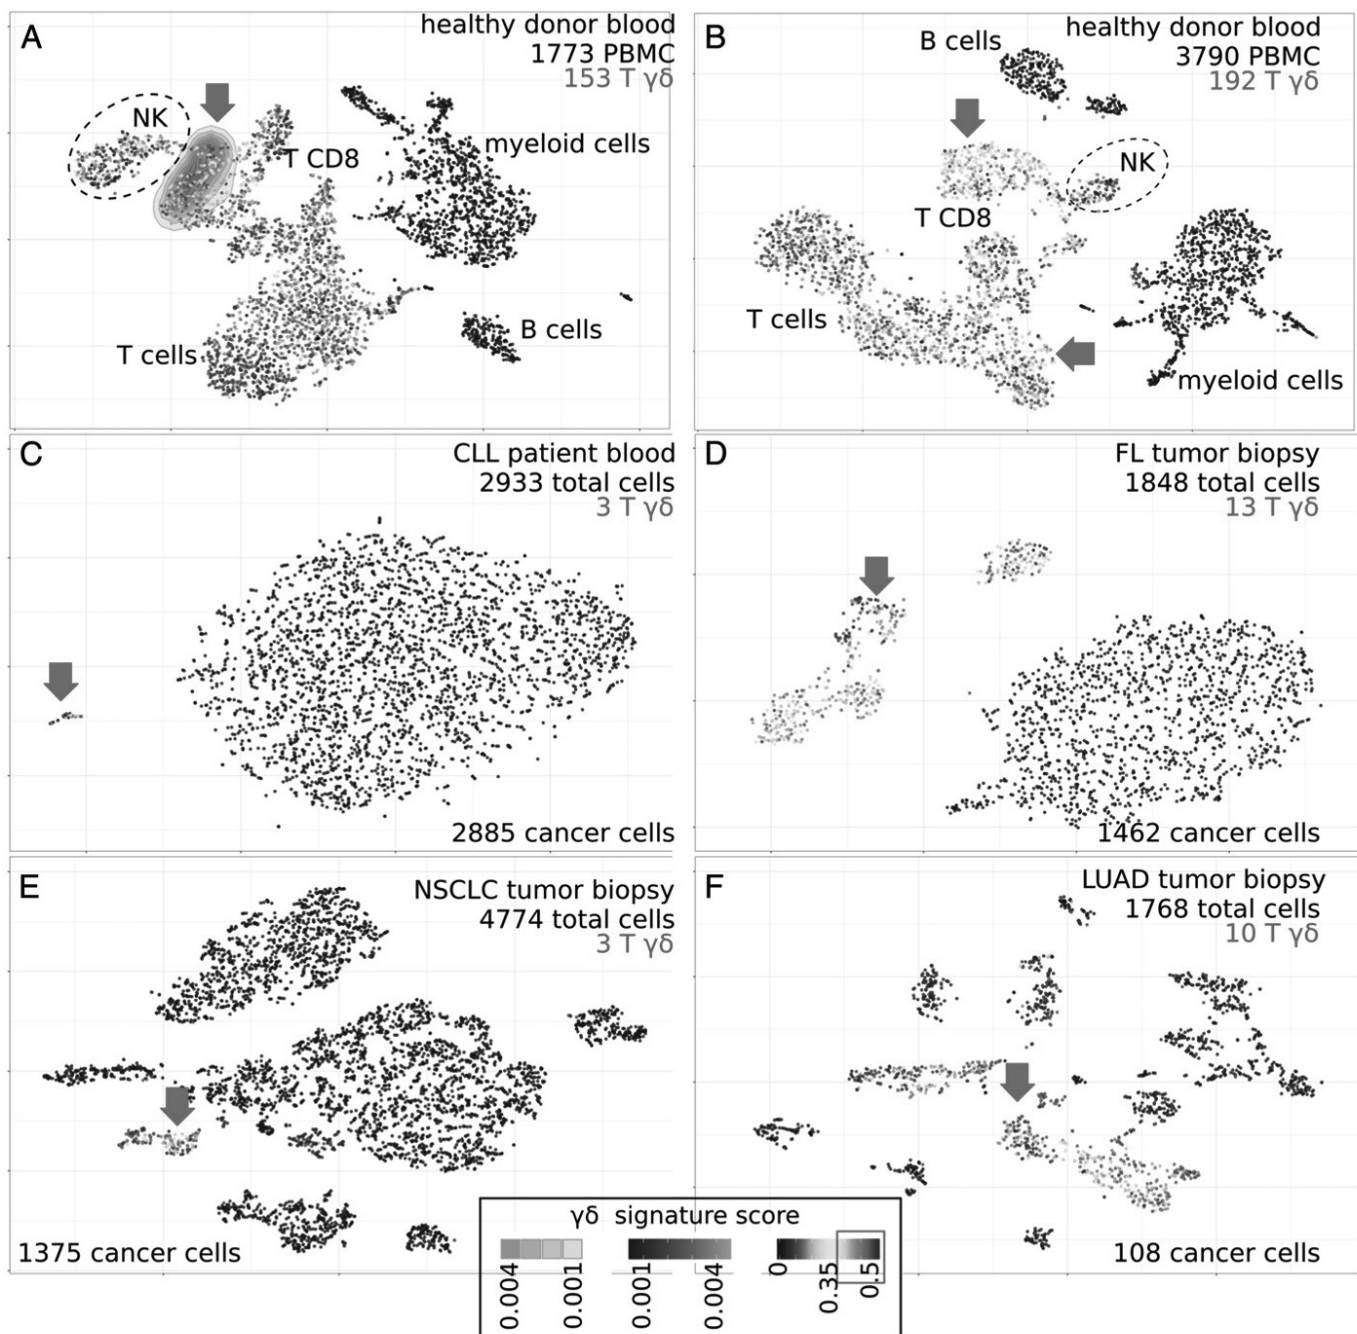 A
healthy donor blood
1773 PBMC
153 T γδ
NK
T CD8
myeloid cells
T cells
B cells
B
healthy donor blood
3790 PBMC
192 T γδ
B cells
NK
T CD8
T cells
myeloid cells
C
CLL patient blood
2933 total cells
3 T γδ
2885 cancer cells
D
FL tumor biopsy
1848 total cells
13 T γδ
1462 cancer cells
E
NSCLC tumor biopsy
4774 total cells
3 T γδ
1375 cancer cells
F
LUAD tumor biopsy
1768 total cells
10 T γδ
108 cancer cells
γδ signature score
0.004
0.001
0.001
0.004
0
0.35
0.5